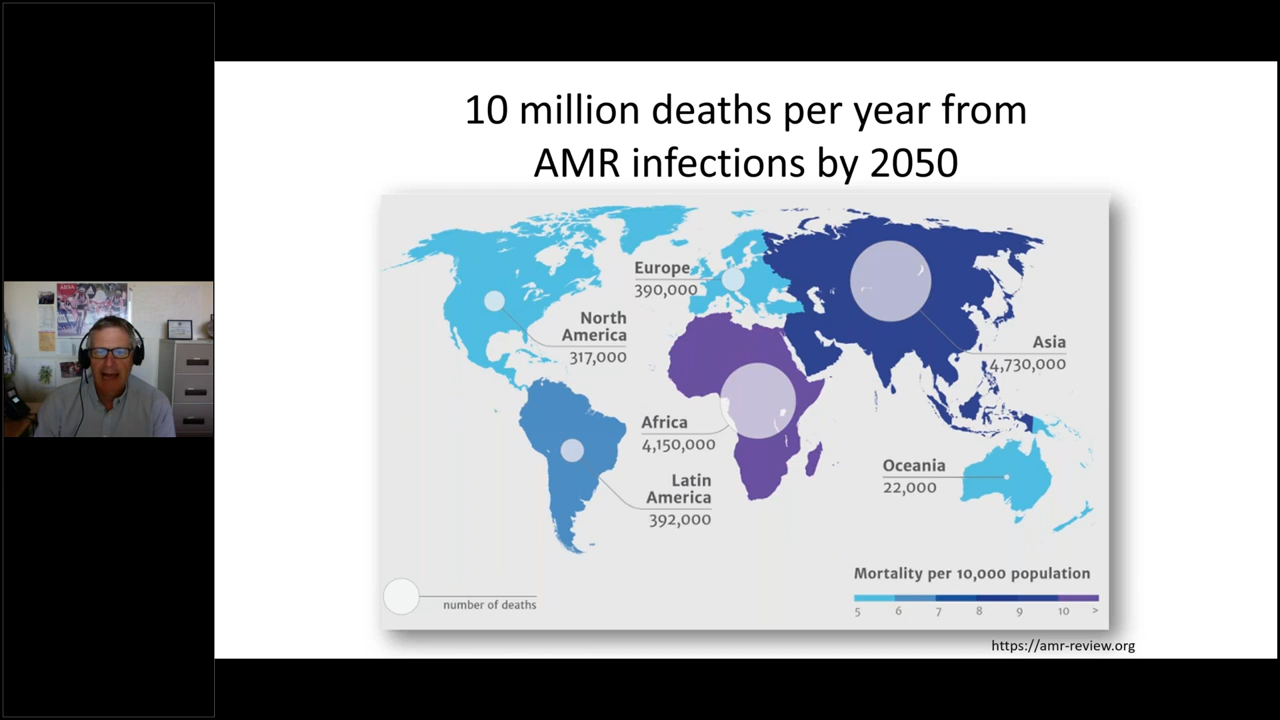 10 million deaths per year from
AMR infections by 2050
Europe
390,000
North
America
317,000
Asia
4,730,000
Africa
4,150,000
Latin
America
392,000
Oceania
22,000
number of deaths
Mortality per 10,000 population
5 6 7 8 9 10 >
https://amr-review.org